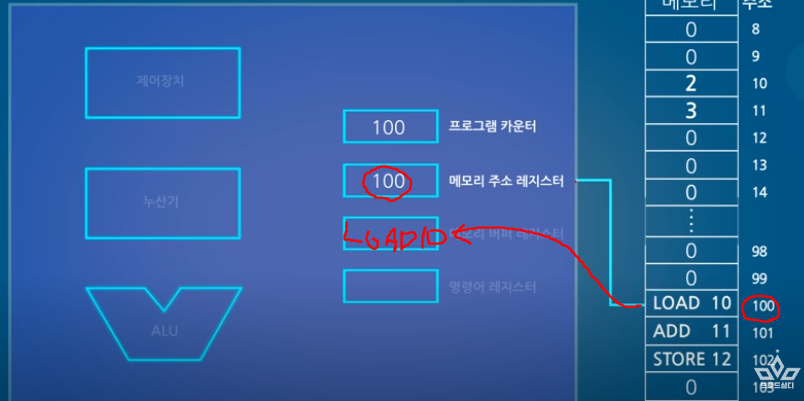 메모리 주소
0 8
0 9
제어장치
2 10
3 11
100 프로그램 카운터
0 12
0 13
100 메모리 주소 레지스터
0 14
누산기
LOAD10 메모리 버퍼 레지스터
⋮
0 98
0 99
명령어 레지스터
LOAD 10 100
ALU
ADD 11 101
STORE 12 102
0 103